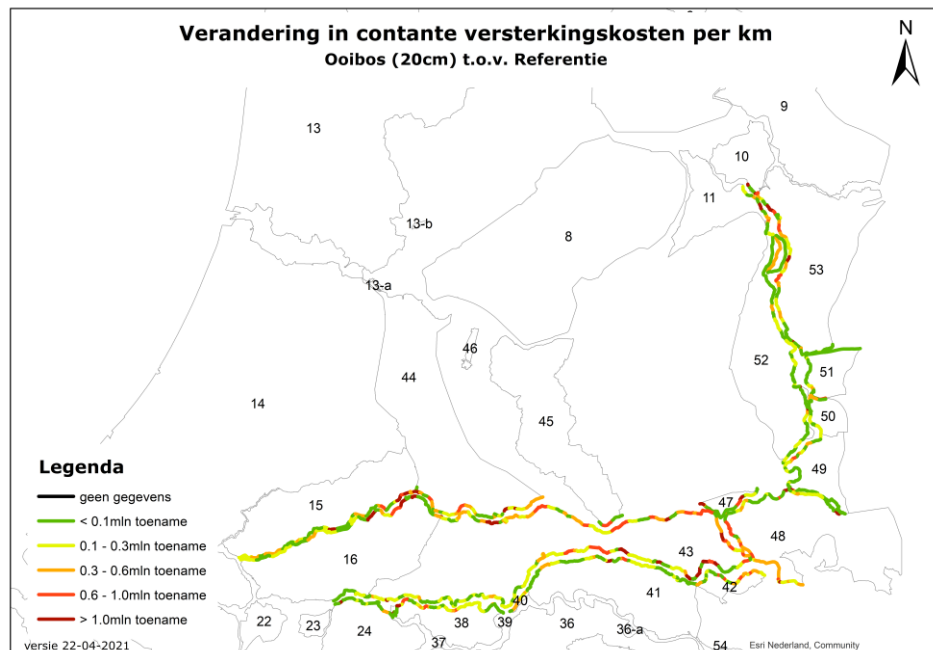 Verandering in contante versterkingskosten per km
Ooibos (20cm) t.o.v. Referentie
N
9
13
10
11
13-b
8
53
13-a
46
52
51
44
14
45
50
49
Legenda
geen gegevens
< 0.1mln toename
0.1 - 0.3mln toename
0.3 - 0.6mln toename
0.6 - 1.0mln toename
> 1.0mln toename
15
47
48
16
43
42
41
40
22
23
24
38
39
36
36-a
37
54
versie 22-04-2021
Esri Nederland, Community